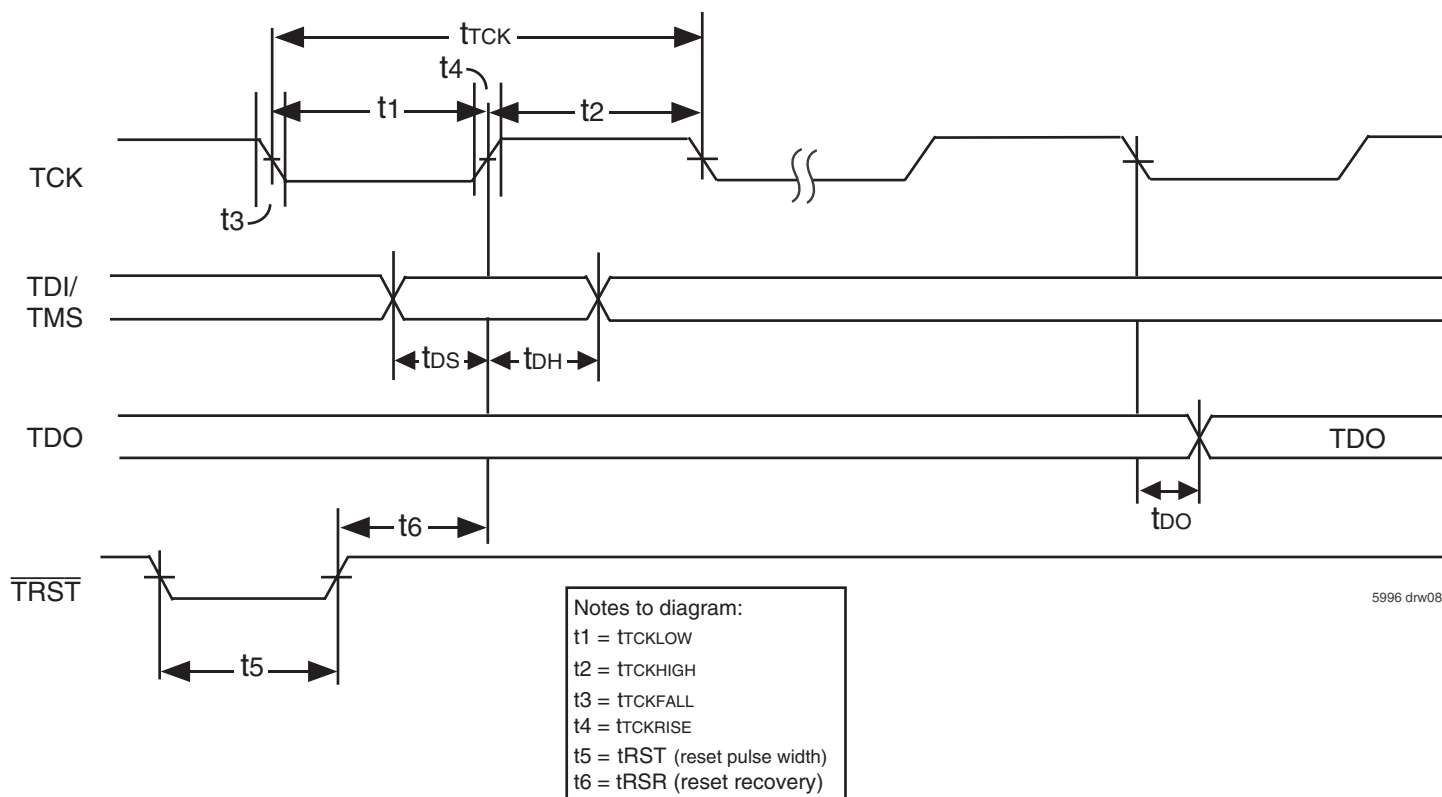 tTCK
t4
t1
t2
TCK
t3
TDI/
TMS
tDS
tDH
TDO
TDO
t6
tDO
TRST
5996 drw08
t5
Notes to diagram:
t1 = tTCKLOW
t2 = tTCKHIGH
t3 = tTCKFALL
t4 = tTCKRISE
t5 = tRST (reset pulse width)
t6 = tRSR (reset recovery)